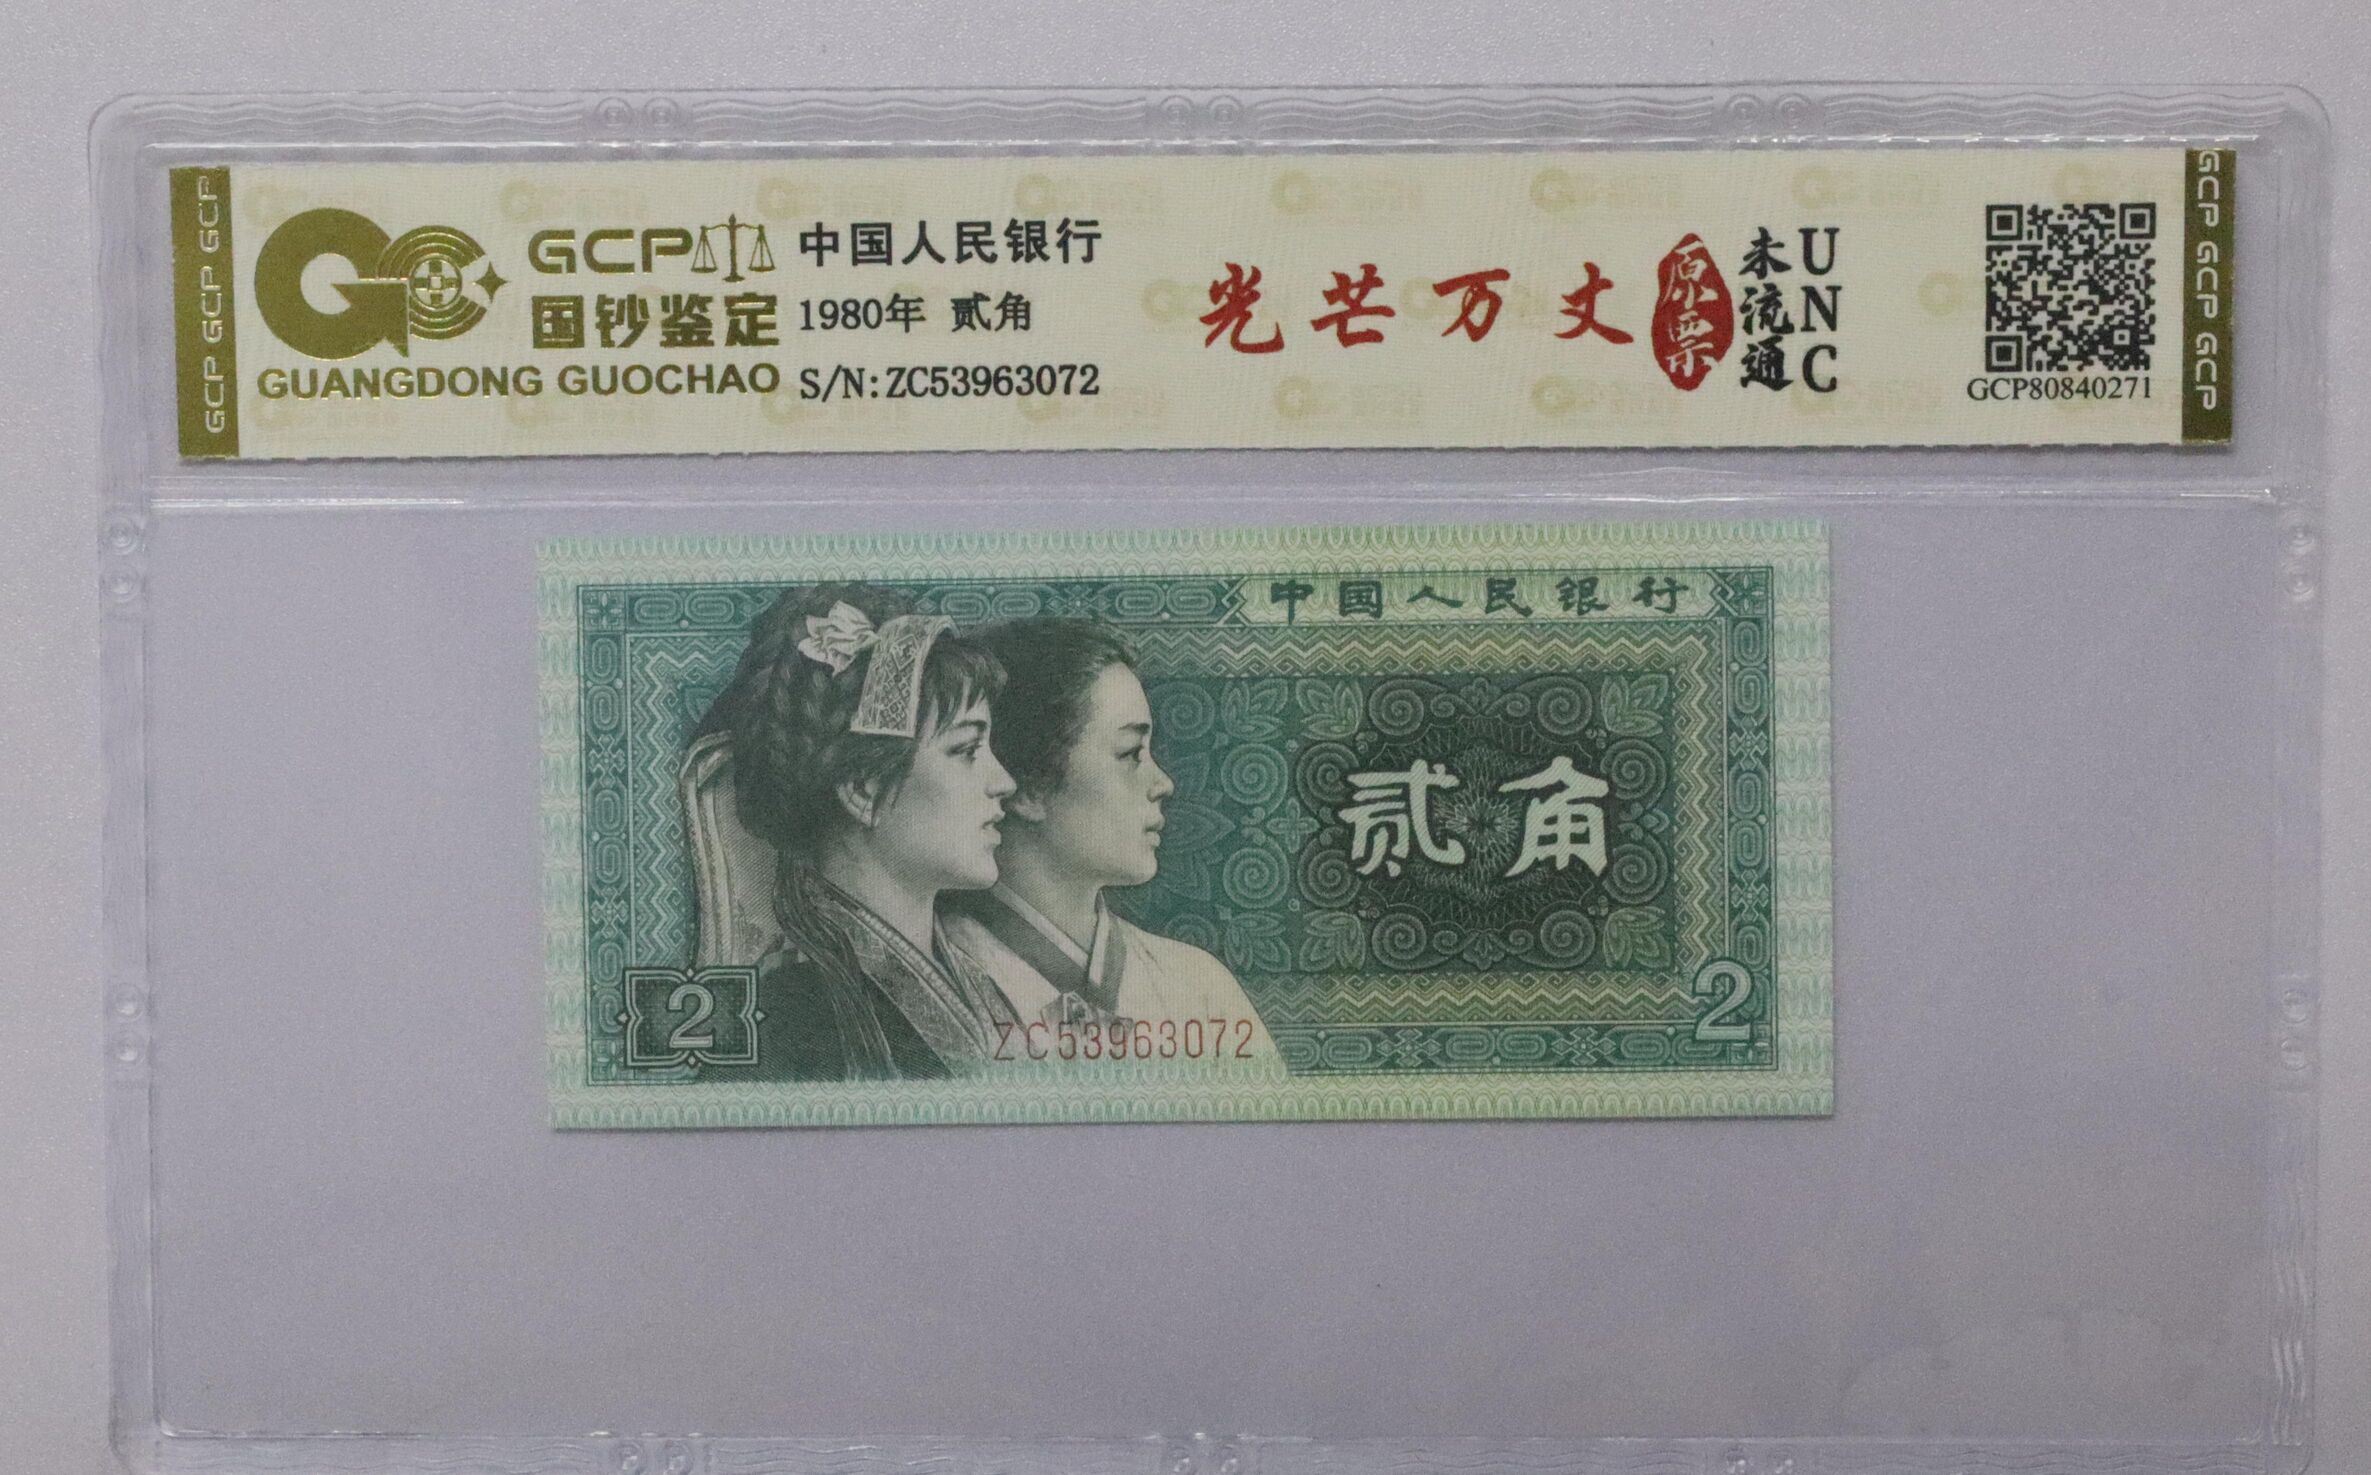 GCP GCP GCP
GCP
国钞鉴定
GUANGDONG GUOCHAO
中国人民银行
1980年 贰角
S/N:ZC53963072
光芒万丈
原票
未流通
UNC
GCP80840271
GCP GCP GCP
中国人民银行
贰角
2
2
ZC53963072